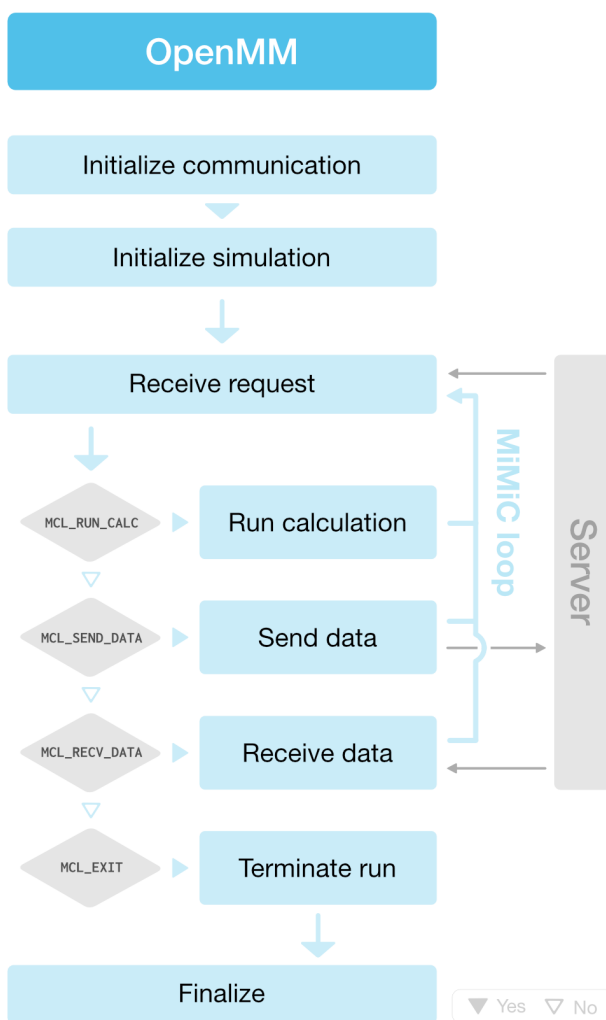 OpenMM
Initialize communication
Initialize simulation
Receive request
MCL_RUN_CALC
Run calculation
MCL_SEND_DATA
Send data
MCL_RECV_DATA
Receive data
MCL_EXIT
Terminate run
Finalize
MiMiC loop
Server
Yes
No